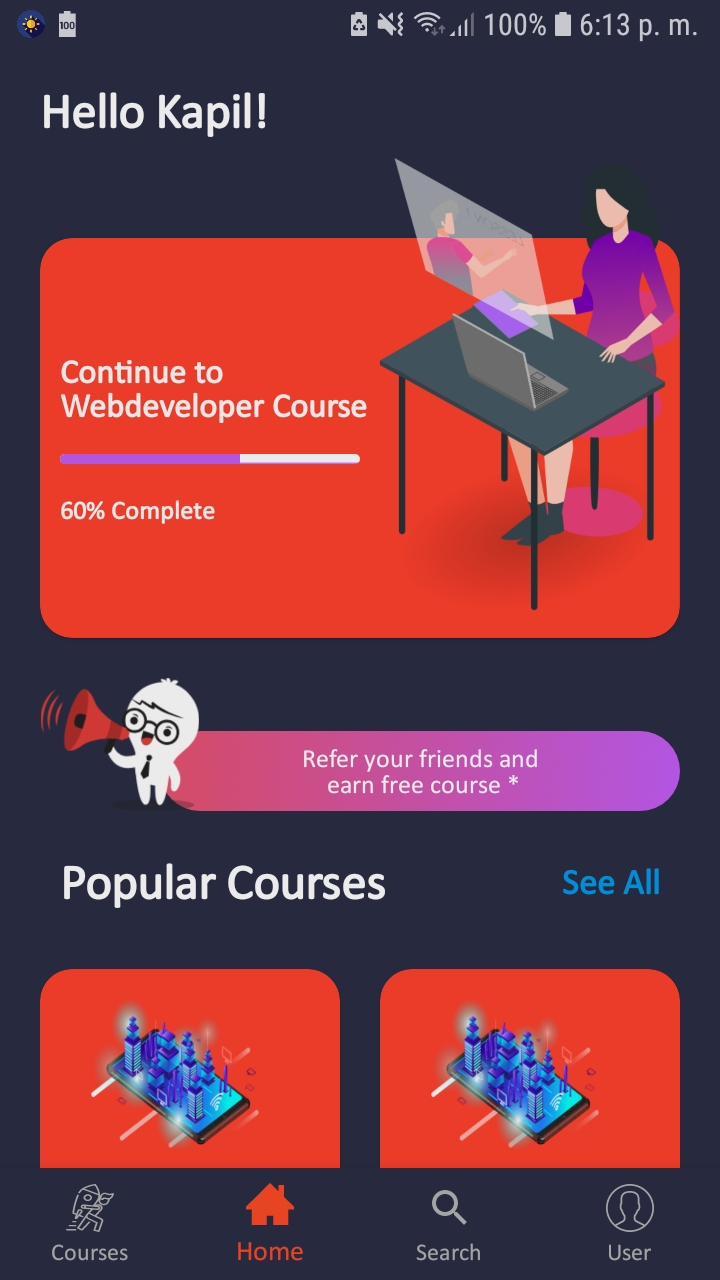 100
100% 6:13 p. m.
Hello Kapil!
Continue to
Webdeveloper Course
60% Complete
Refer your friends and
earn free course *
Popular Courses
See All
Courses
Home
Search
User